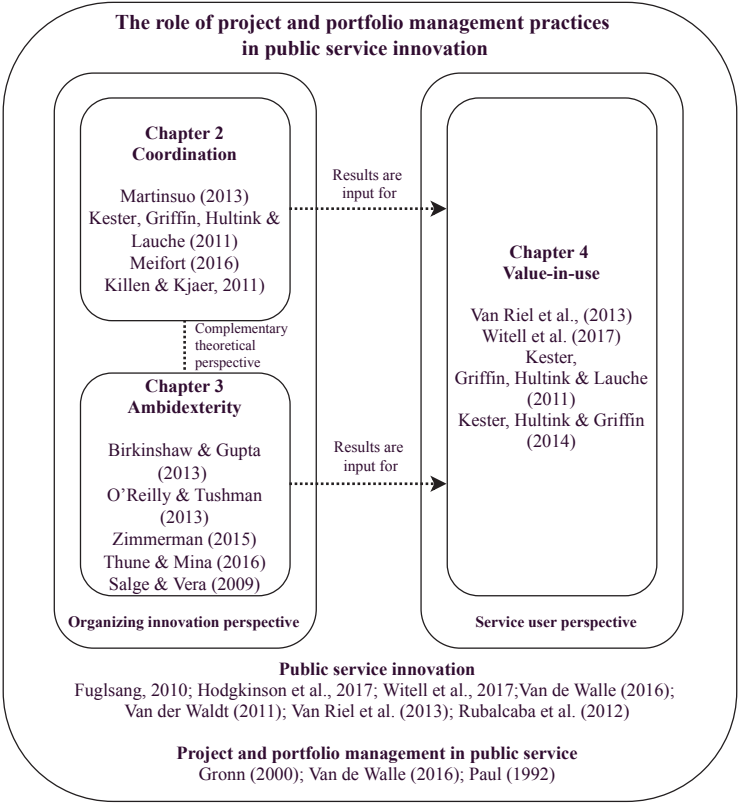 The role of project and portfolio management practices
in public service innovation
Chapter 2
Coordination
Martinsuo (2013)
Kester, Griffin, Hultink &
Lauche (2011)
Meifort (2016)
Killen & Kjaer, 2011)
Results are
input for
Complementary
theoretical
perspective
Chapter 3
Ambidexterity
Birkinshaw & Gupta
(2013)
O’Reilly & Tushman
(2013)
Zimmerman (2015)
Thune & Mina (2016)
Salge & Vera (2009)
Results are
input for
Organizing innovation perspective
Chapter 4
Value-in-use
Van Riel et al., (2013)
Witell et al. (2017)
Kester,
Griffin, Hultink & Lauche
(2011)
Kester, Hultink & Griffin
(2014)
Service user perspective
Public service innovation
Fuglsang, 2010; Hodgkinson et al., 2017; Witell et al., 2017;Van de Walle (2016);
Van der Waldt (2011); Van Riel et al. (2013); Rubalcaba et al. (2012)
Project and portfolio management in public service
Gronn (2000); Van de Walle (2016); Paul (1992)